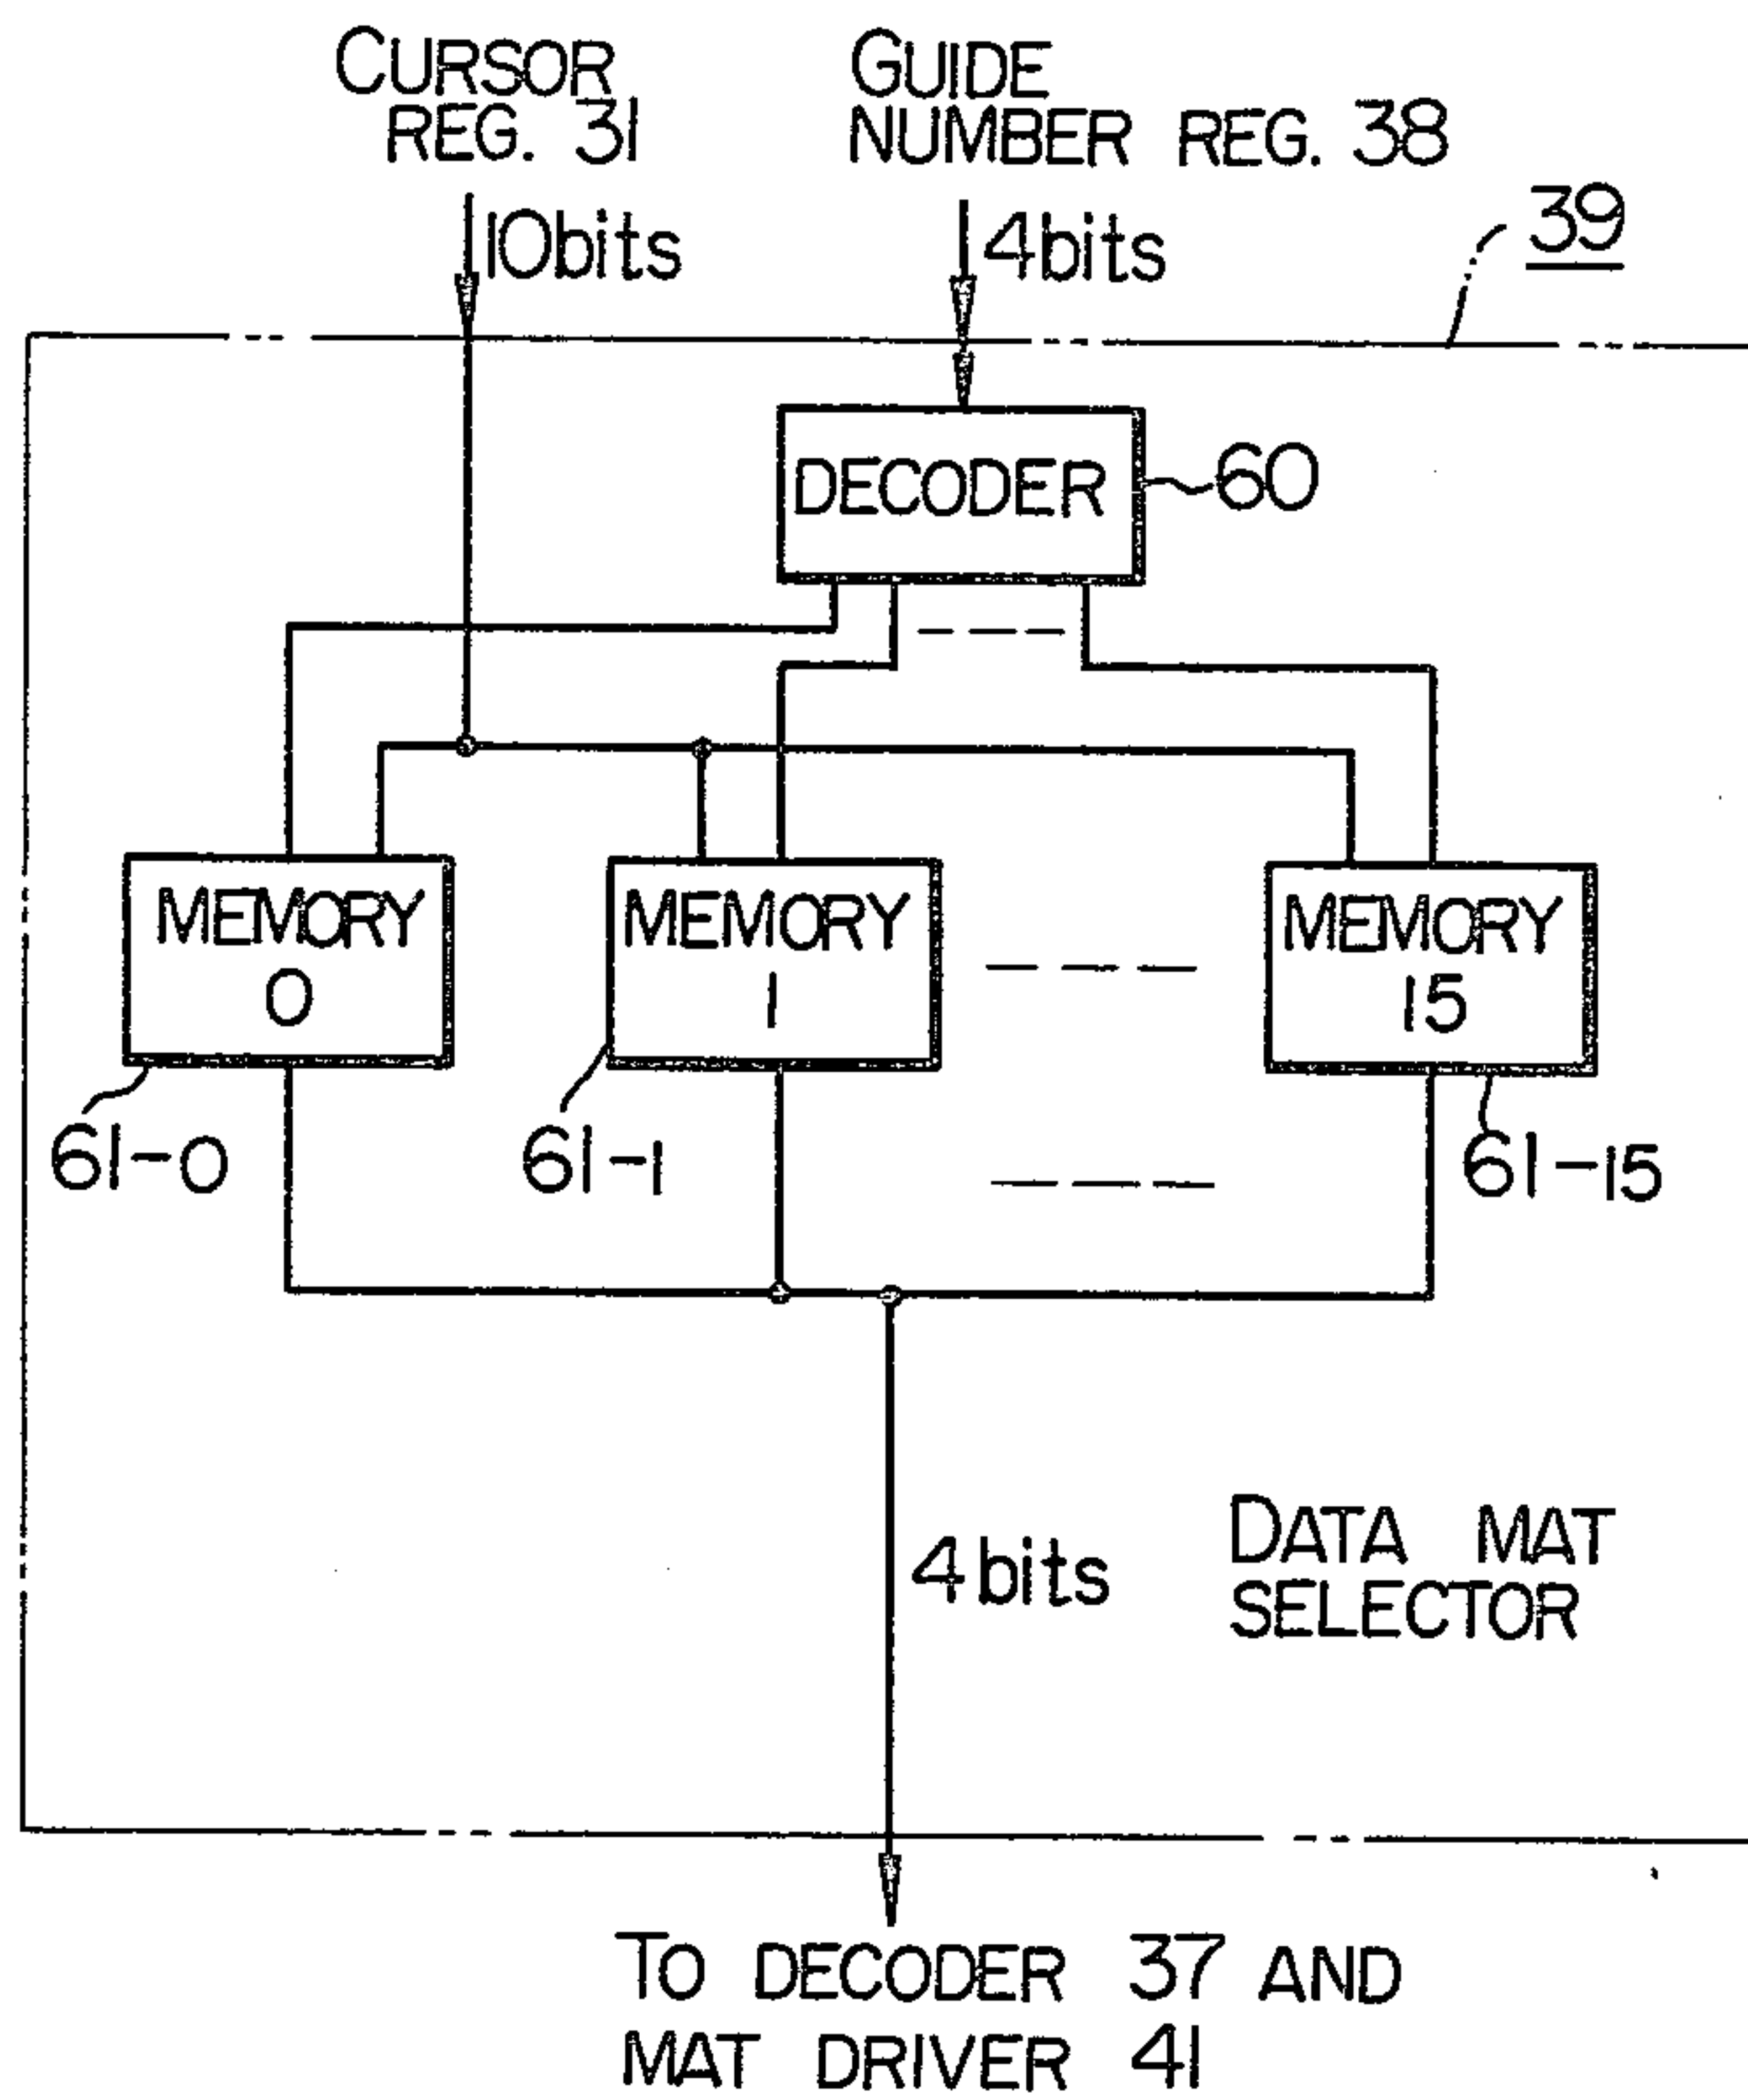 CURSOR
REG. 31
GUIDE
NUMBER REG. 38
10bits
4bits
39
DECODER
60
MEMORY
0
MEMORY
1
MEMORY
15
61-0
61-1
61-15
4bits
DATA MAT
SELECTOR
TO DECODER 37 AND
MAT DRIVER 41